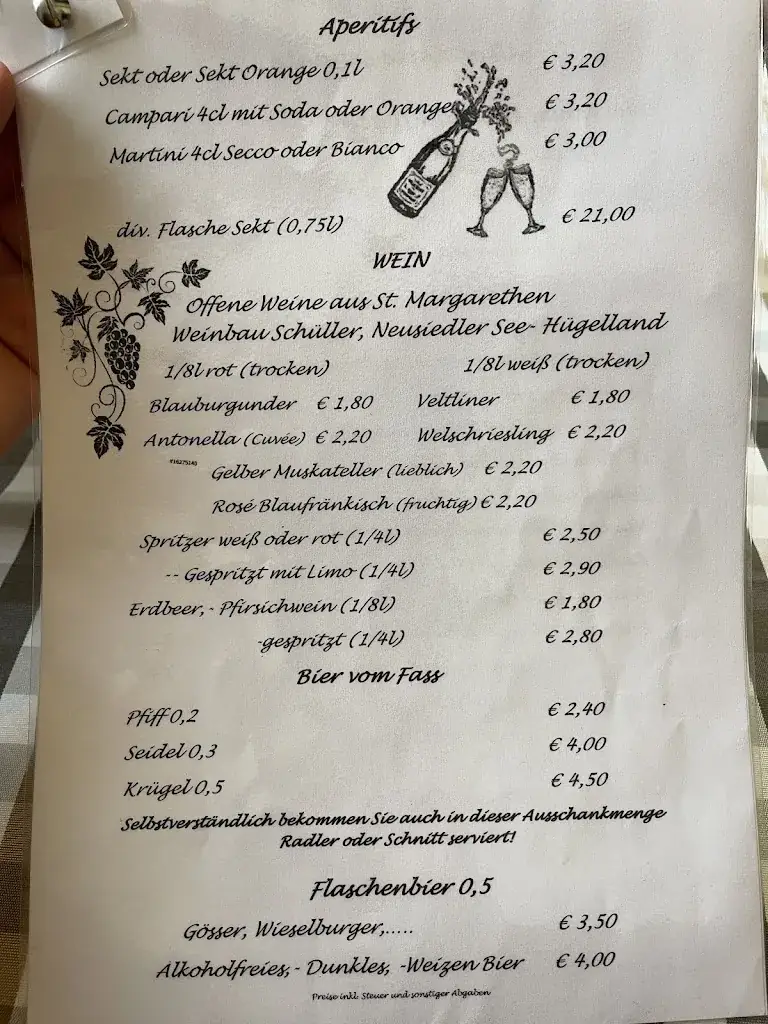 Aperitifs
Sekt oder Sekt Orange 0,1l € 3,20
Campari 4cl mit Soda oder Orange € 3,20
Martini 4cl Secco oder Bianco € 3,00
div. Flasche Sekt (0,75l) € 21,00
WEIN
Offene Weine aus St. Margarethen
Weinbau Schüller, Neusiedler See- Hügelland
1/8l rot (trocken) 1/8l weiß (trocken)
Blauburgunder € 1,80 Veltliner € 1,80
Antonella (Cuvée) € 2,20 Welschriesling € 2,20
#16275140
Gelber Muskateller (lieblich) € 2,20
Rosé Blaufränkisch (fruchtig) € 2,20
Spritzer weiß oder rot (1/4l) € 2,50
-- Gespritzt mit Limo (1/4l) € 2,90
Erdbeer,- Pfirsichwein (1/8l) € 1,80
-gespritzt (1/4l) € 2,80
Bier vom Fass
Pfiff 0,2 € 2,40
Seidel 0,3 € 4,00
Krügel 0,5 € 4,50
Selbstverständlich bekommen Sie auch in dieser Ausschankmenge
Radler oder Schnitt serviert!
Flaschenbier 0,5
Gösser, Wieselburger,..... € 3,50
Alkoholfreies,- Dunkles, -Weizen Bier € 4,00
Preise inkl. Steuer und sonstiger Abgaben